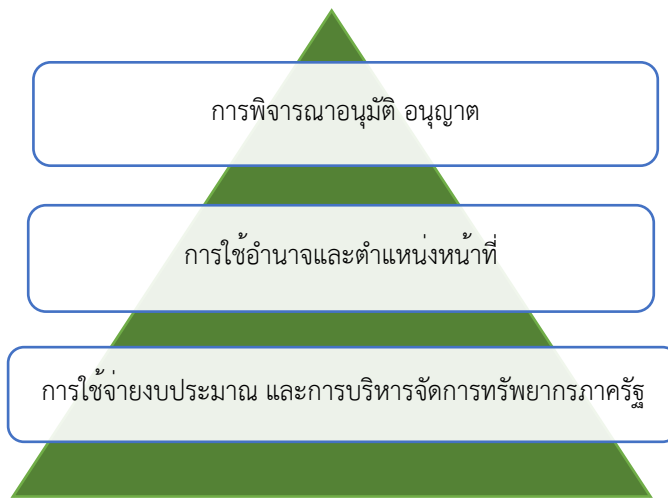 การพิจารณาอนุมัติ อนุญาต
การใช้อำนาจและตำแหน่งหน้าที่
การใช้จ่ายงบประมาณ และการบริหารจัดการทรัพยากรภาครัฐ